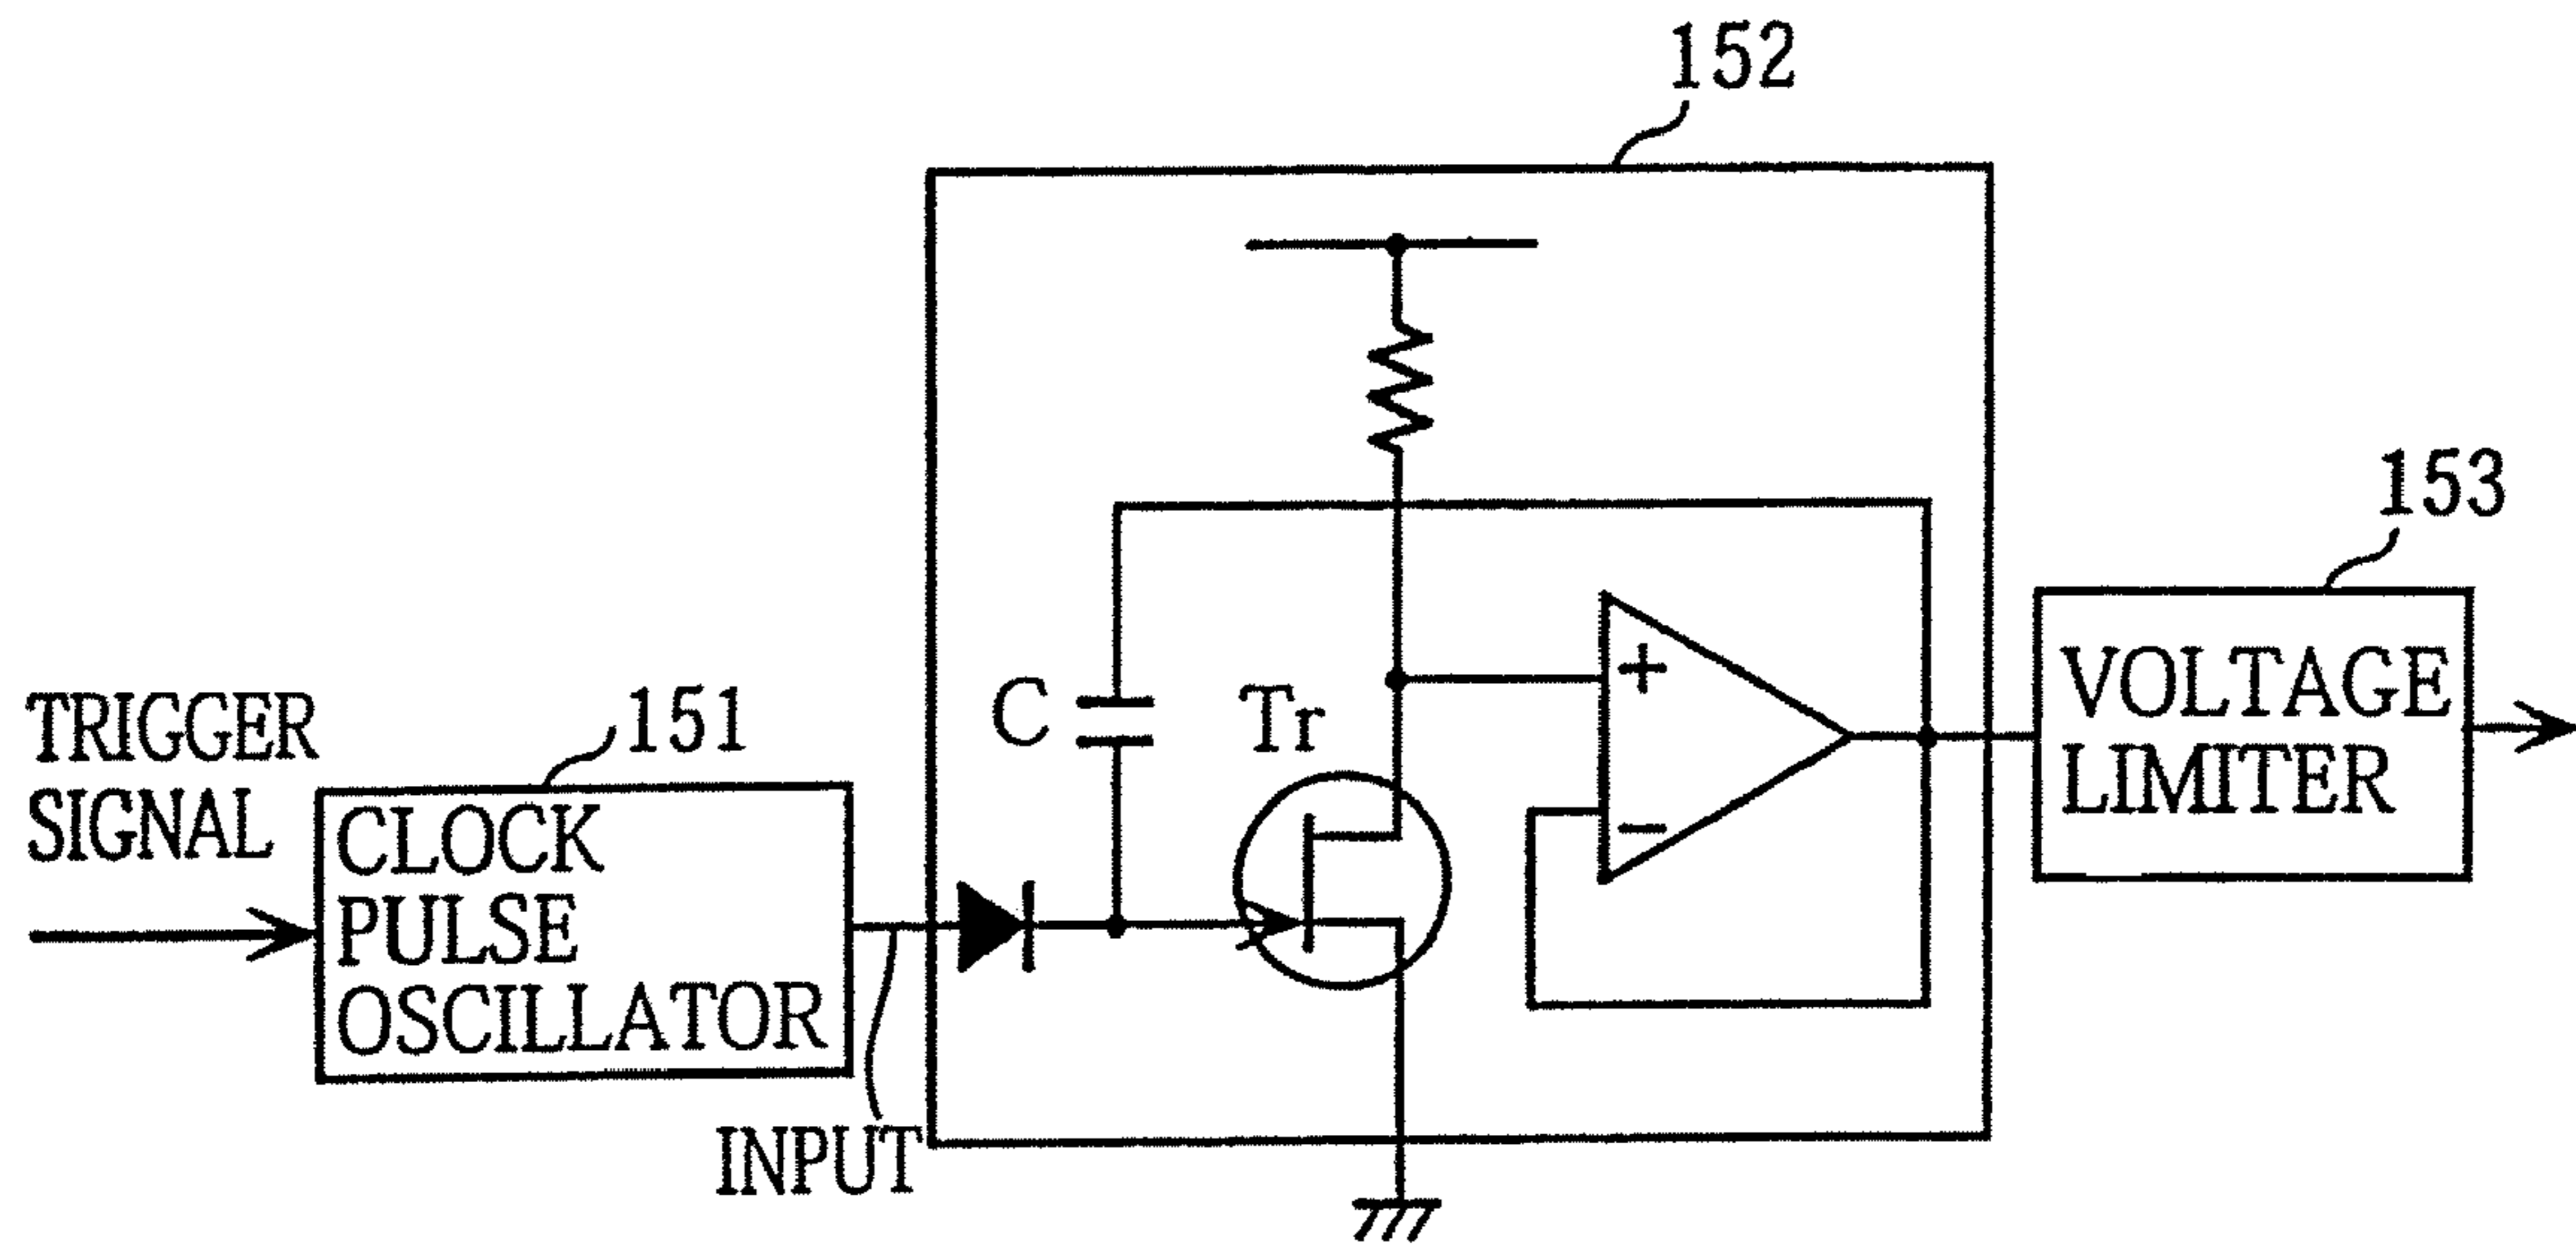 152
153
TRIGGER
SIGNAL
151
CLOCK
PULSE
OSCILLATOR
INPUT
C
Tr
+
−
VOLTAGE
LIMITER